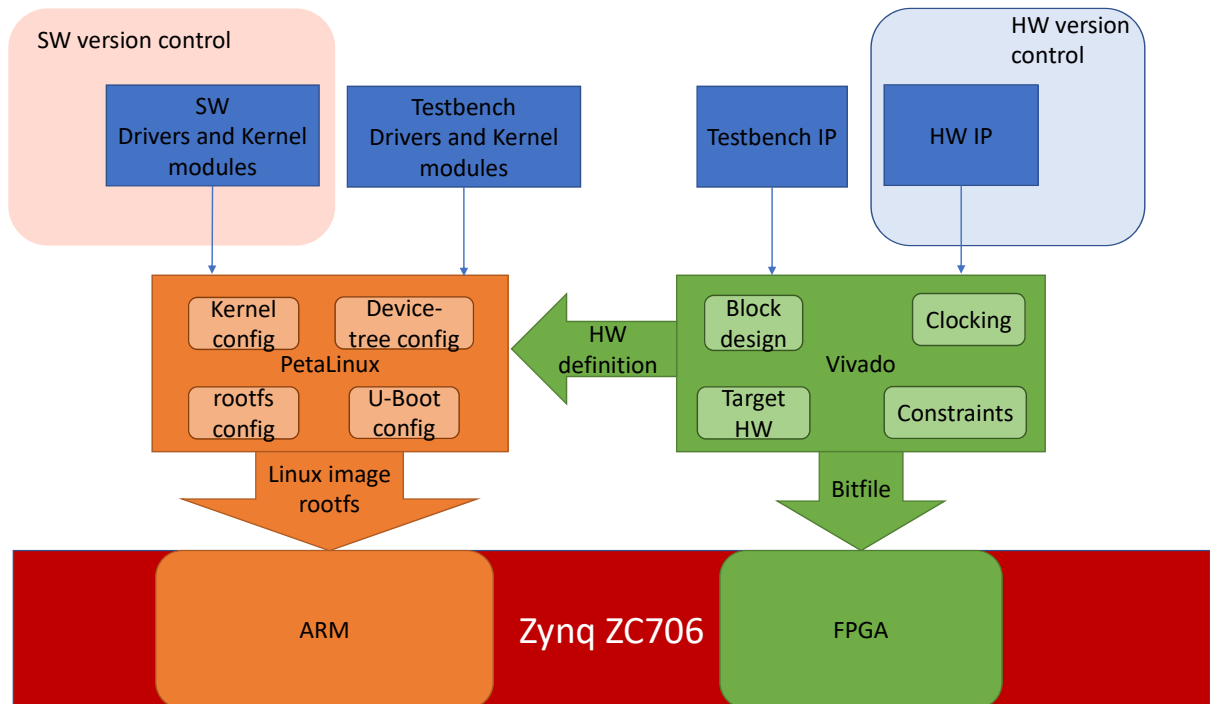 SW version control
HW version
control
SW
Drivers and Kernel
modules
Testbench
Drivers and Kernel
modules
Testbench IP
HW IP
Kernel
config
Device-
tree config
PetaLinux
rootfs
config
U-Boot
config
HW
definition
Block
design
Clocking
Vivado
Target
HW
Constraints
Linux image
rootfs
Bitfile
ARM
Zynq ZC706
FPGA